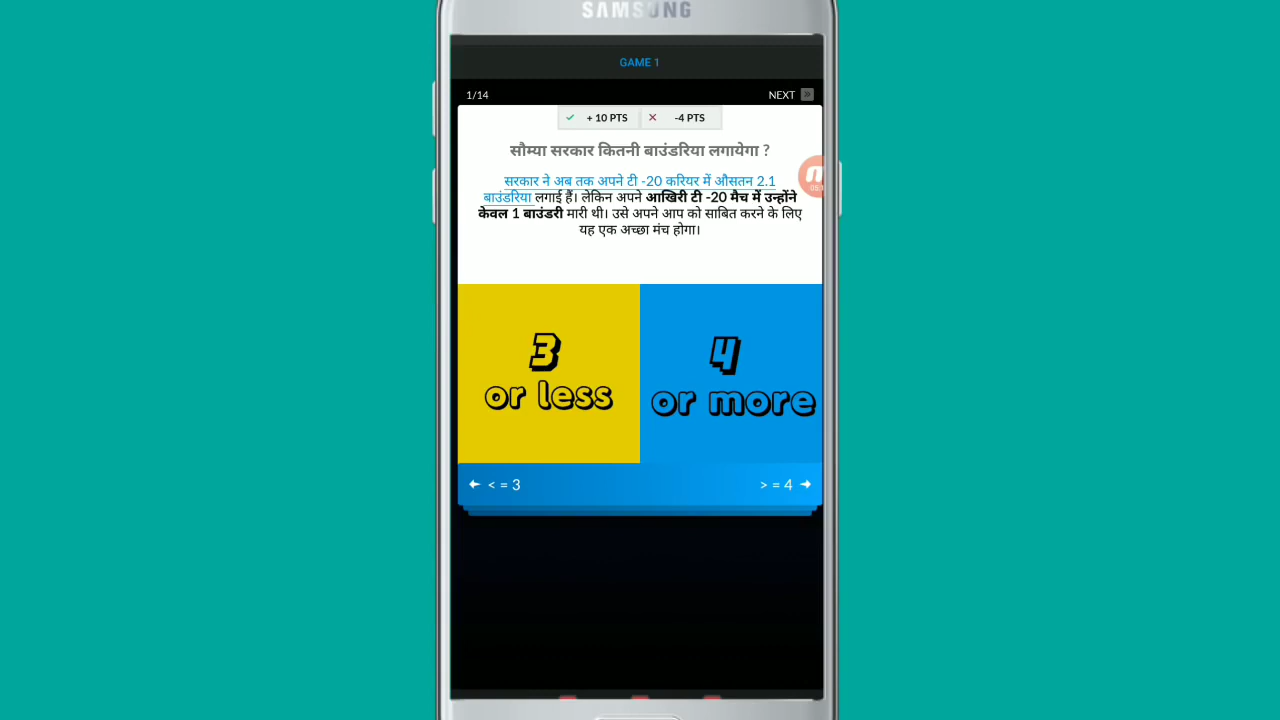 SAMSUNG
GAME 1
1/14
NEXT
+ 10 PTS
-4 PTS
सौम्या सरकार कितनी बाउंडरिया लगायेगा ?
सरकार ने अब तक अपने टी -20 करियर में औसतन 2.1
बाउंडरिया लगाई हैं। लेकिन अपने आखिरी टी -20 मैच में उन्होंने
केवल 1 बाउंडरी मारी थी। उसे अपने आप को साबित करने के लिए
यह एक अच्छा मंच होगा।
3
or less
4
or more
< = 3
> = 4